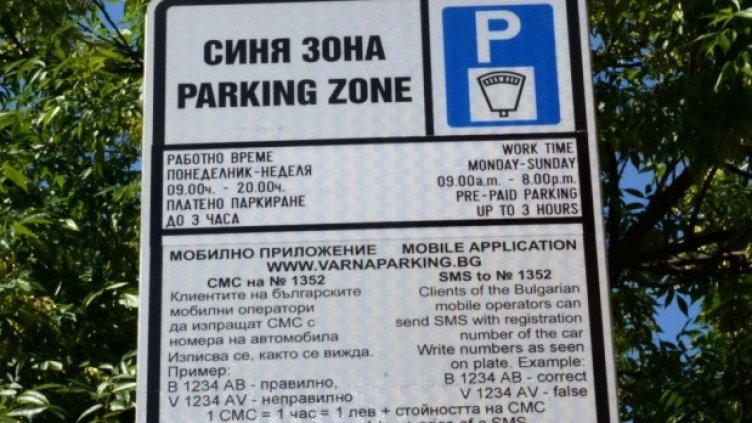 СИНЯ ЗОНА
PARKING ZONE
P
РАБОТНО ВРЕМЕ
ПОНЕДЕЛНИК-НЕДЕЛЯ
09.00ч. - 20.00ч.
ПЛАТЕНО ПАРКИРАНЕ
ДО 3 ЧАСА
WORK TIME
MONDAY-SUNDAY
09.00a.m. - 8.00p.m.
PRE-PAID PARKING
UP TO 3 HOURS
МОБИЛНО ПРИЛОЖЕНИЕ MOBILE APPLICATION
WWW.VARNAPARKING.BG
СМС на № 1352
Клиентите на българските
мобилни оператори
да изпращат СМС с
номера на автомобила
Изписва се, както се вижда.
Пример:
B 1234 AB - правилно,
V 1234 AV - неправилно
SMS to № 1352
Clients of the Bulgarian
mobile operators can
send SMS with registration
number of the car
Write numbers as seen
on plate. Example:
B 1234 AB - correct
V 1234 AV - false
1 СМС = 1 час = 1 лев + стойността на СМС